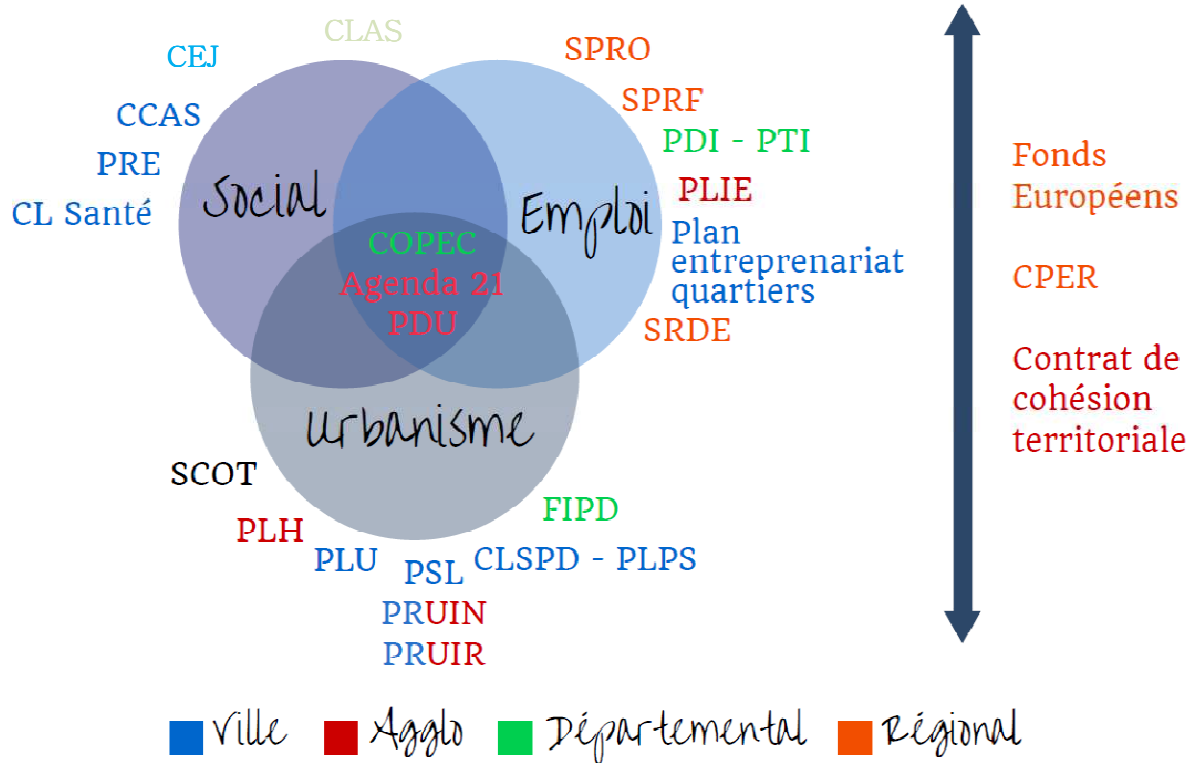 CLAS
CEJ
SPRO
SPRF
CCAS
PDI - PTI
PRE
PLIE
CL Santé
Social
Emploi
Plan
entreprenariat
quartiers
COPEC
Agenda 21
PDU
SRDE
Urbanisme
SCOT
FIPD
PLH
PLU
PSL
CLSPD - PLPS
PRUIN
PRUIR
Fonds
Européens
CPER
Contrat de
cohésion
territoriale
Ville
Agglo
Départemental
Régional